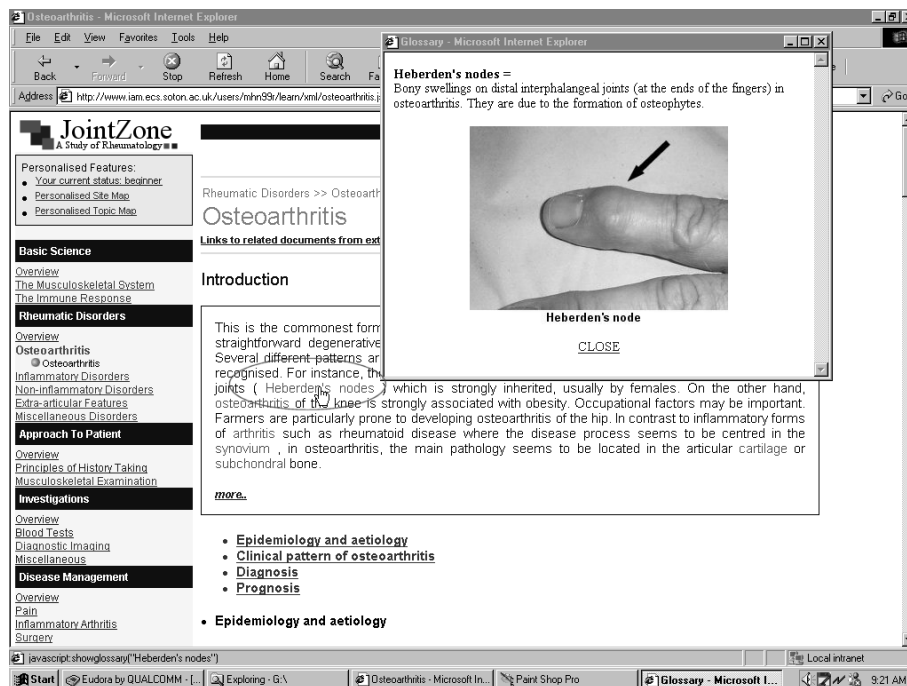 Osteoarthritis - Microsoft Internet Explorer
File Edit View Favorites Tools Help
Back Forward Stop Refresh Home Search
Address http://www.iam.ecs.soton.ac.uk/users/mhn99r/learn/xml/osteoarthritis.js
Go
JointZone
A Study of Rheumatology
Personalised Features:
Your current status: beginner
Personalised Site Map
Personalised Topic Map
Basic Science
Overview
The Musculoskeletal System
The Immune Response
Rheumatic Disorders
Overview
Osteoarthritis
Osteoarthritis
Inflammatory Disorders
Non-inflammatory Disorders
Extra-articular Features
Miscellaneous Disorders
Approach To Patient
Overview
Principles of History Taking
Musculoskeletal Examination
Investigations
Overview
Blood Tests
Diagnostic Imaging
Miscellaneous
Disease Management
Overview
Pain
Inflammatory Arthritis
Surgery
Rheumatic Disorders >> Osteoarth
Osteoarthritis
Links to related documents from ext
Introduction
This is the commonest form
straightforward degenerative
Several different patterns ar
recognised. For instance, th
joints ( Heberden's nodes ) which is strongly inherited, usually by females. On the other hand,
osteoarthritis of the knee is strongly associated with obesity. Occupational factors may be important.
Farmers are particularly prone to developing osteoarthritis of the hip. In contrast to inflammatory forms
of arthritis such as rheumatoid disease where the disease process seems to be centred in the
synovium , in osteoarthritis, the main pathology seems to be located in the articular cartilage or
subchondral bone.
more..
Epidemiology and aetiology
Clinical pattern of osteoarthritis
Diagnosis
Prognosis
Epidemiology and aetiology
Glossary - Microsoft Internet Explorer
Heberden's nodes =
Bony swellings on distal interphalangeal joints (at the ends of the fingers) in
osteoarthritis. They are due to the formation of osteophytes.
Heberden's node
CLOSE
javascript:showglossary("Heberden's nodes")
Local intranet
Start Eudora by QUALCOMM - [... Exploring - G:\ Osteoarthritis - Microsoft In... Paint Shop Pro Glossary - Microsoft I... 9:21 AM